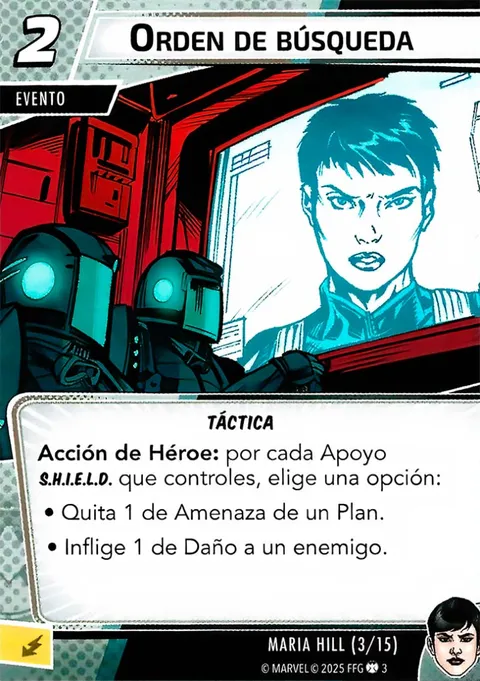 2
ORDEN DE BÚSQUEDA
EVENTO
TÁCTICA
Acción de Héroe: por cada Apoyo
S.H.I.E.L.D. que controles, elige una opción:
• Quita 1 de Amenaza de un Plan.
• Inflige 1 de Daño a un enemigo.
MARIA HILL (3/15)
© MARVEL © 2025 FFG 3